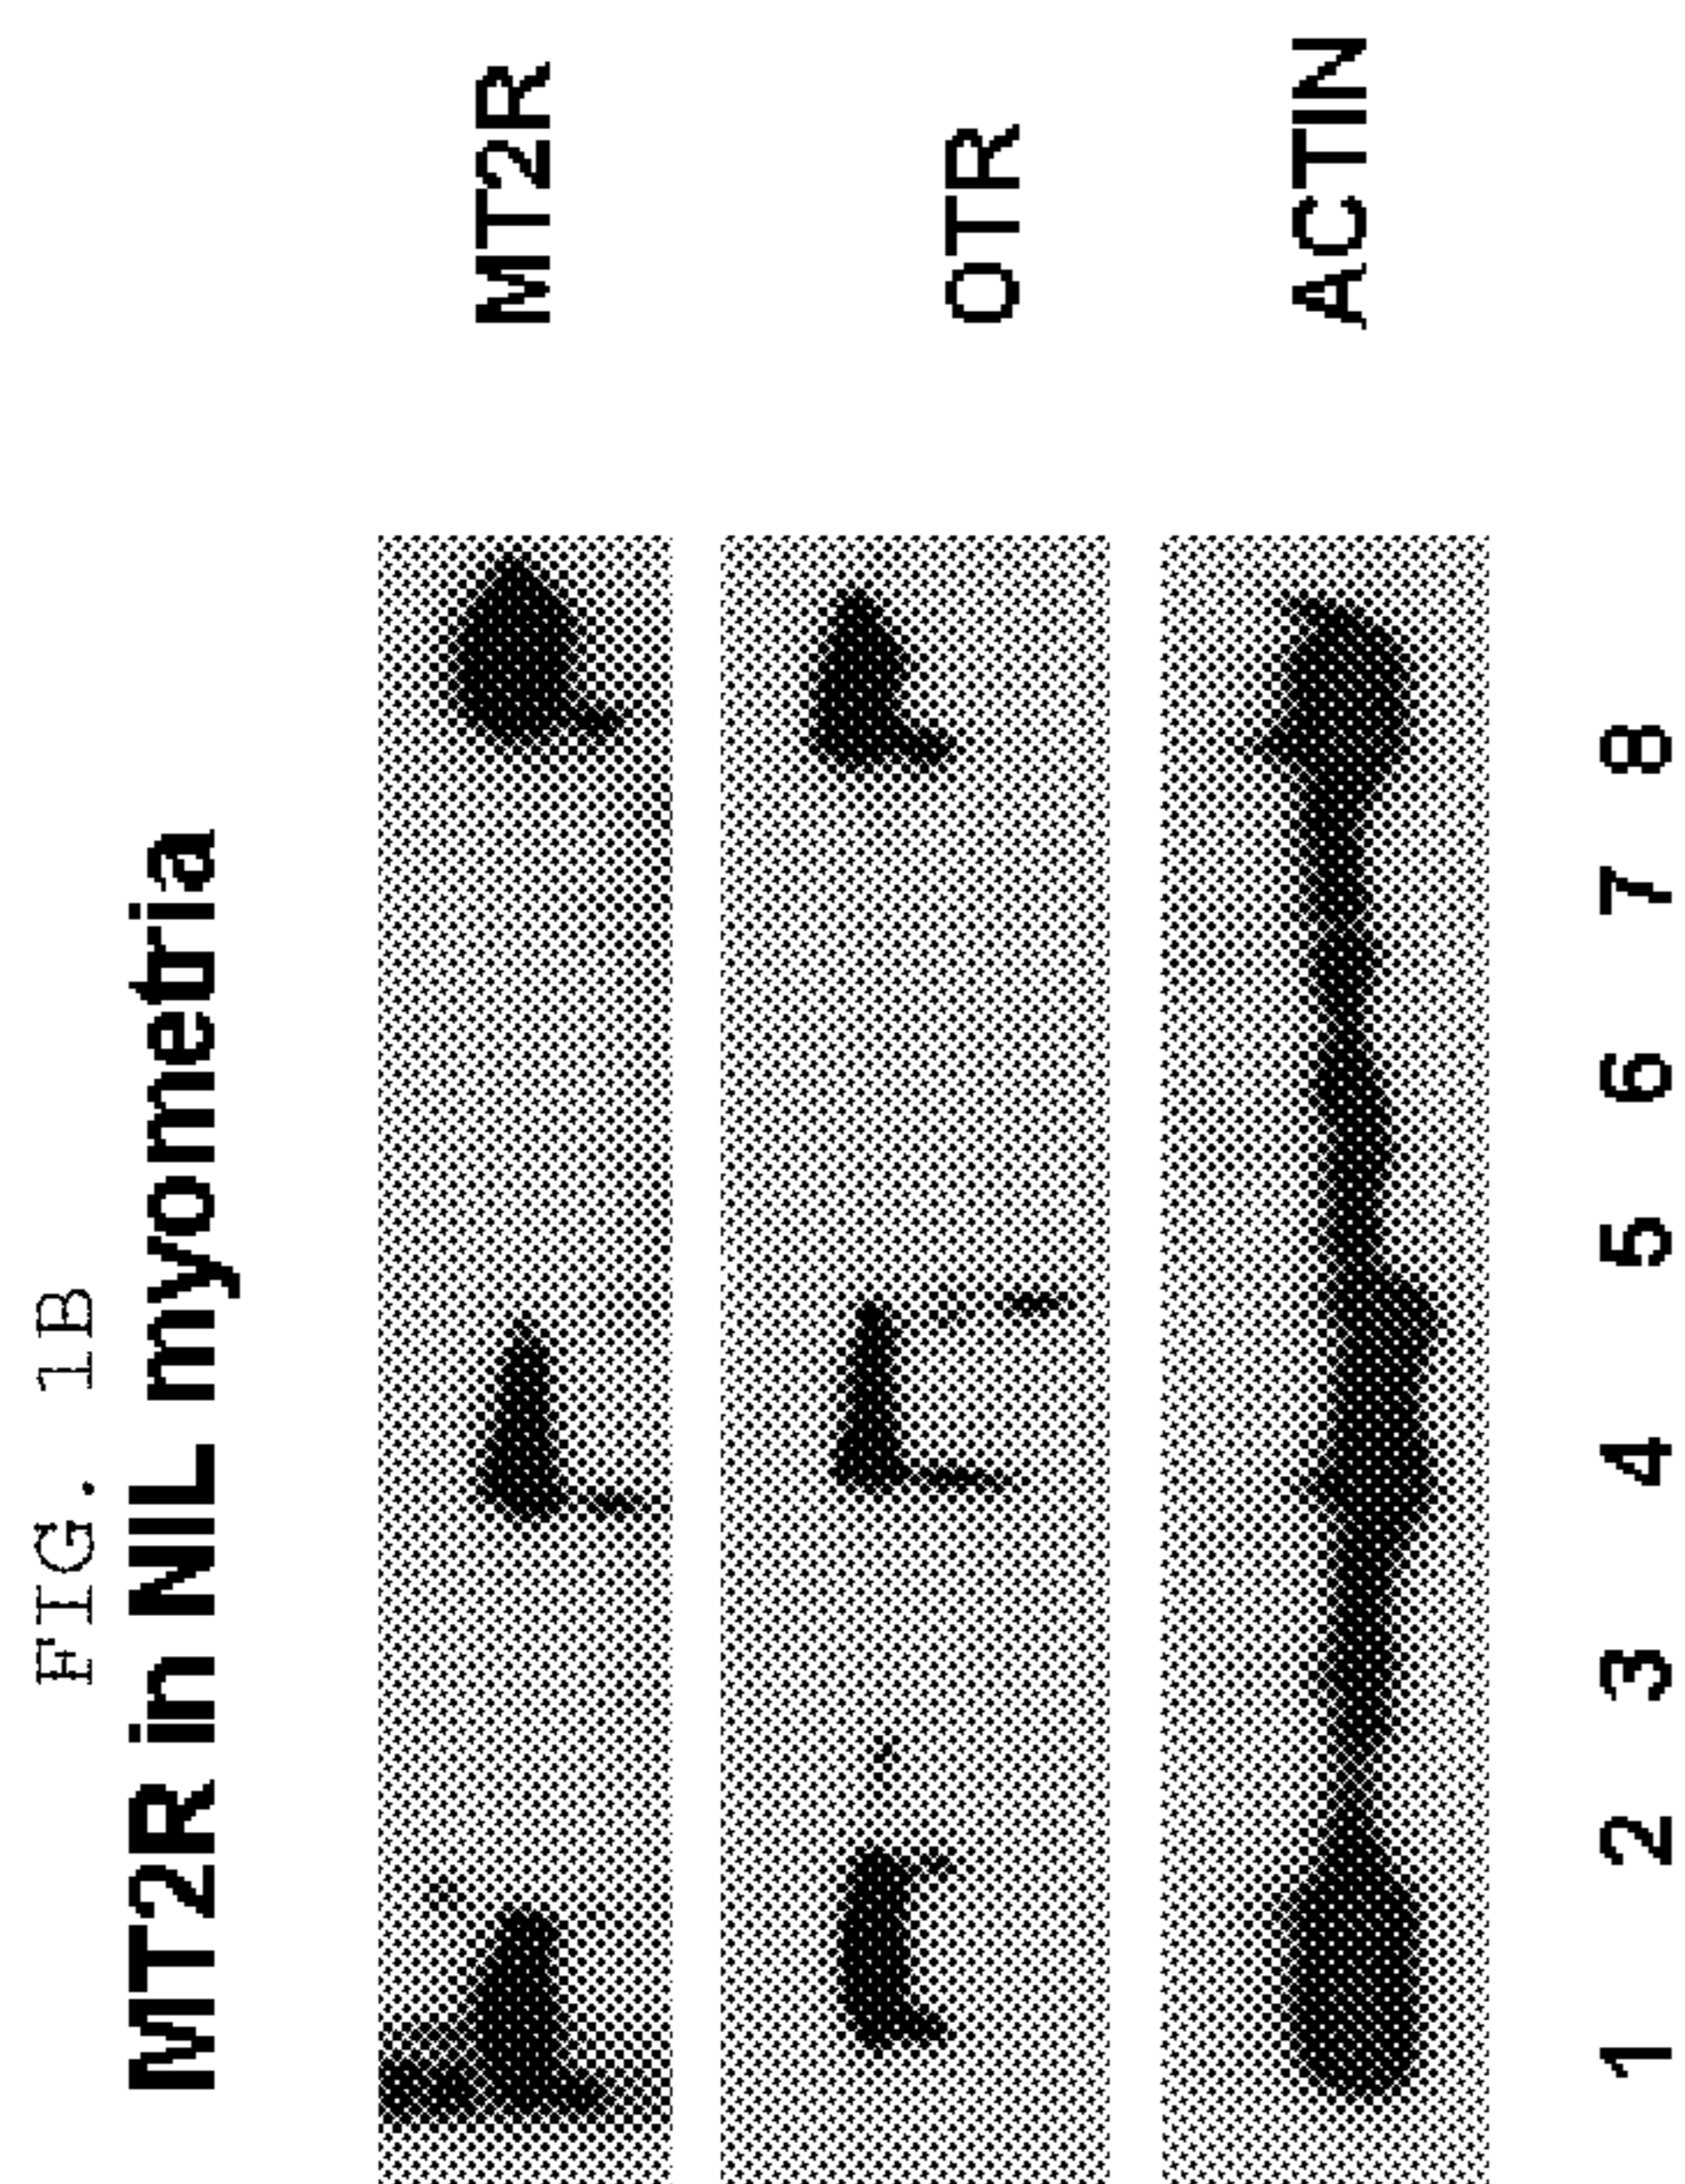 FIG. 1B
MT2R in NIL myometria
MT2R
OTR
ACTIN
1 2 3 4 5 6 7 8